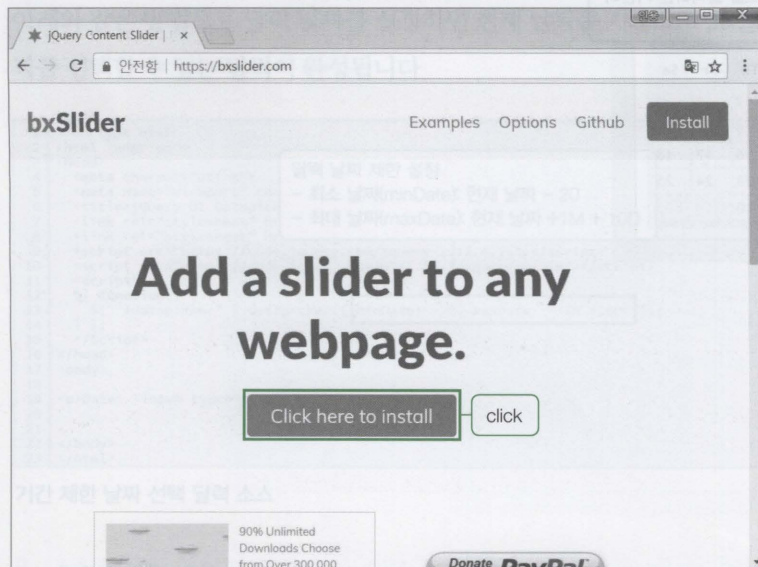 jQuery Content Slider |
안전함 | https://bxslider.com
bxSlider
Examples Options Github Install
Add a slider to any
webpage.
Click here to install
click
90% Unlimited
Downloads Choose
from Over 300,000
Donate PayPal